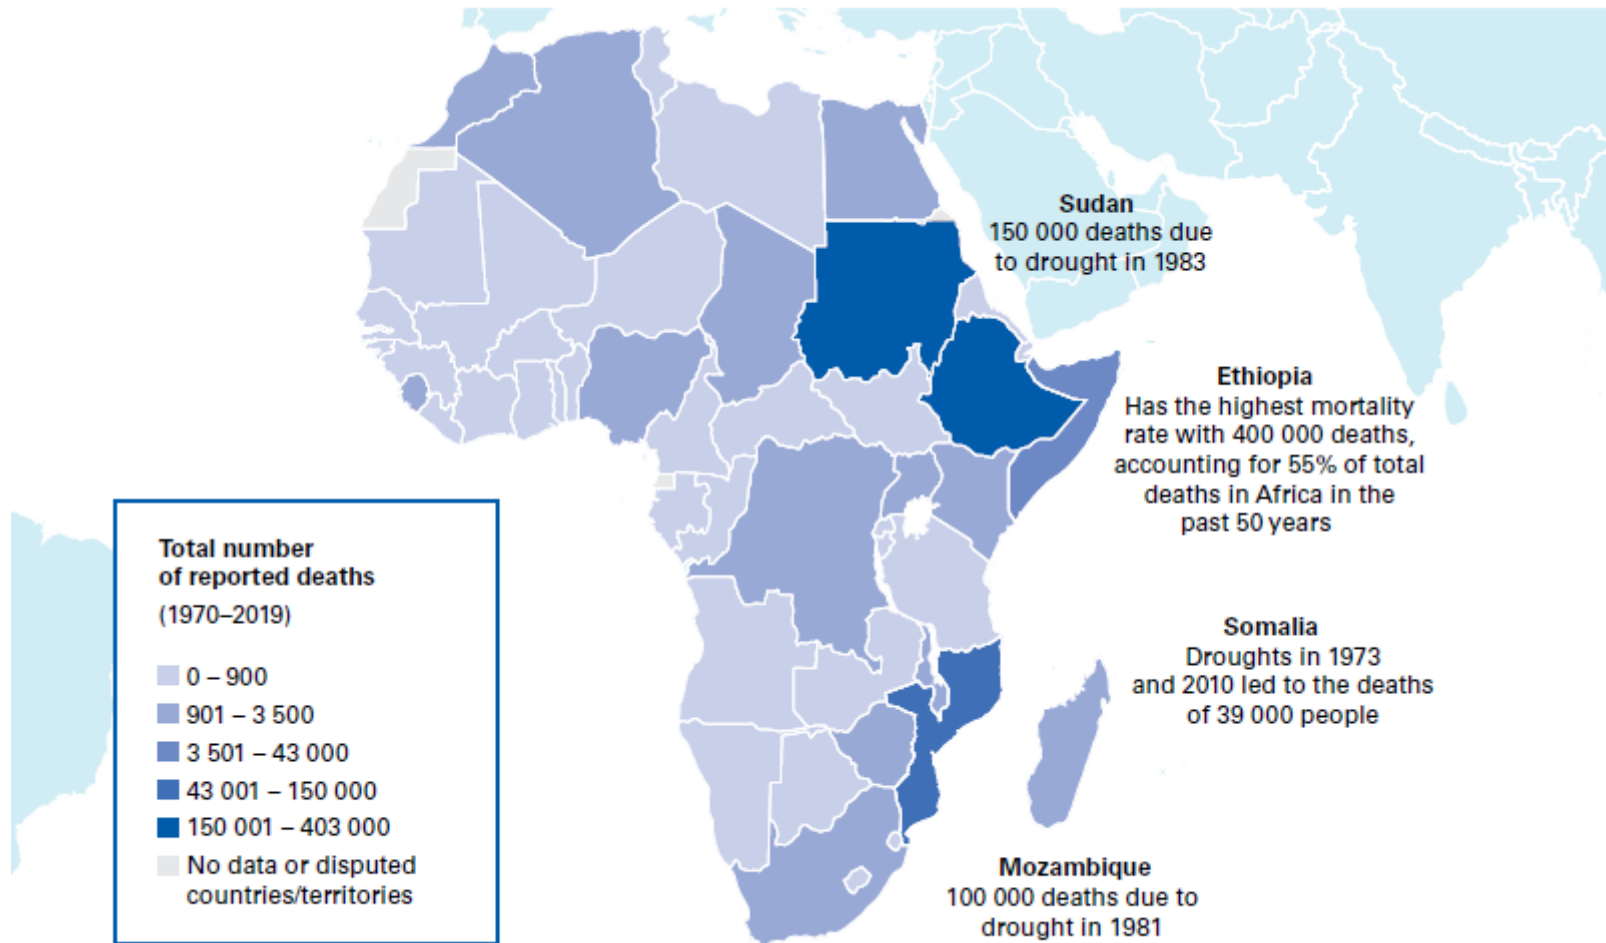 Sudan
150 000 deaths due
to drought in 1983
Ethiopia
Has the highest mortality
rate with 400 000 deaths,
accounting for 55% of total
deaths in Africa in the
past 50 years
Somalia
Droughts in 1973
and 2010 led to the deaths
of 39 000 people
Mozambique
100 000 deaths due to
drought in 1981
Total number
of reported deaths
(1970–2019)
0 – 900
901 – 3 500
3 501 – 43 000
43 001 – 150 000
150 001 – 403 000
No data or disputed
countries/territories